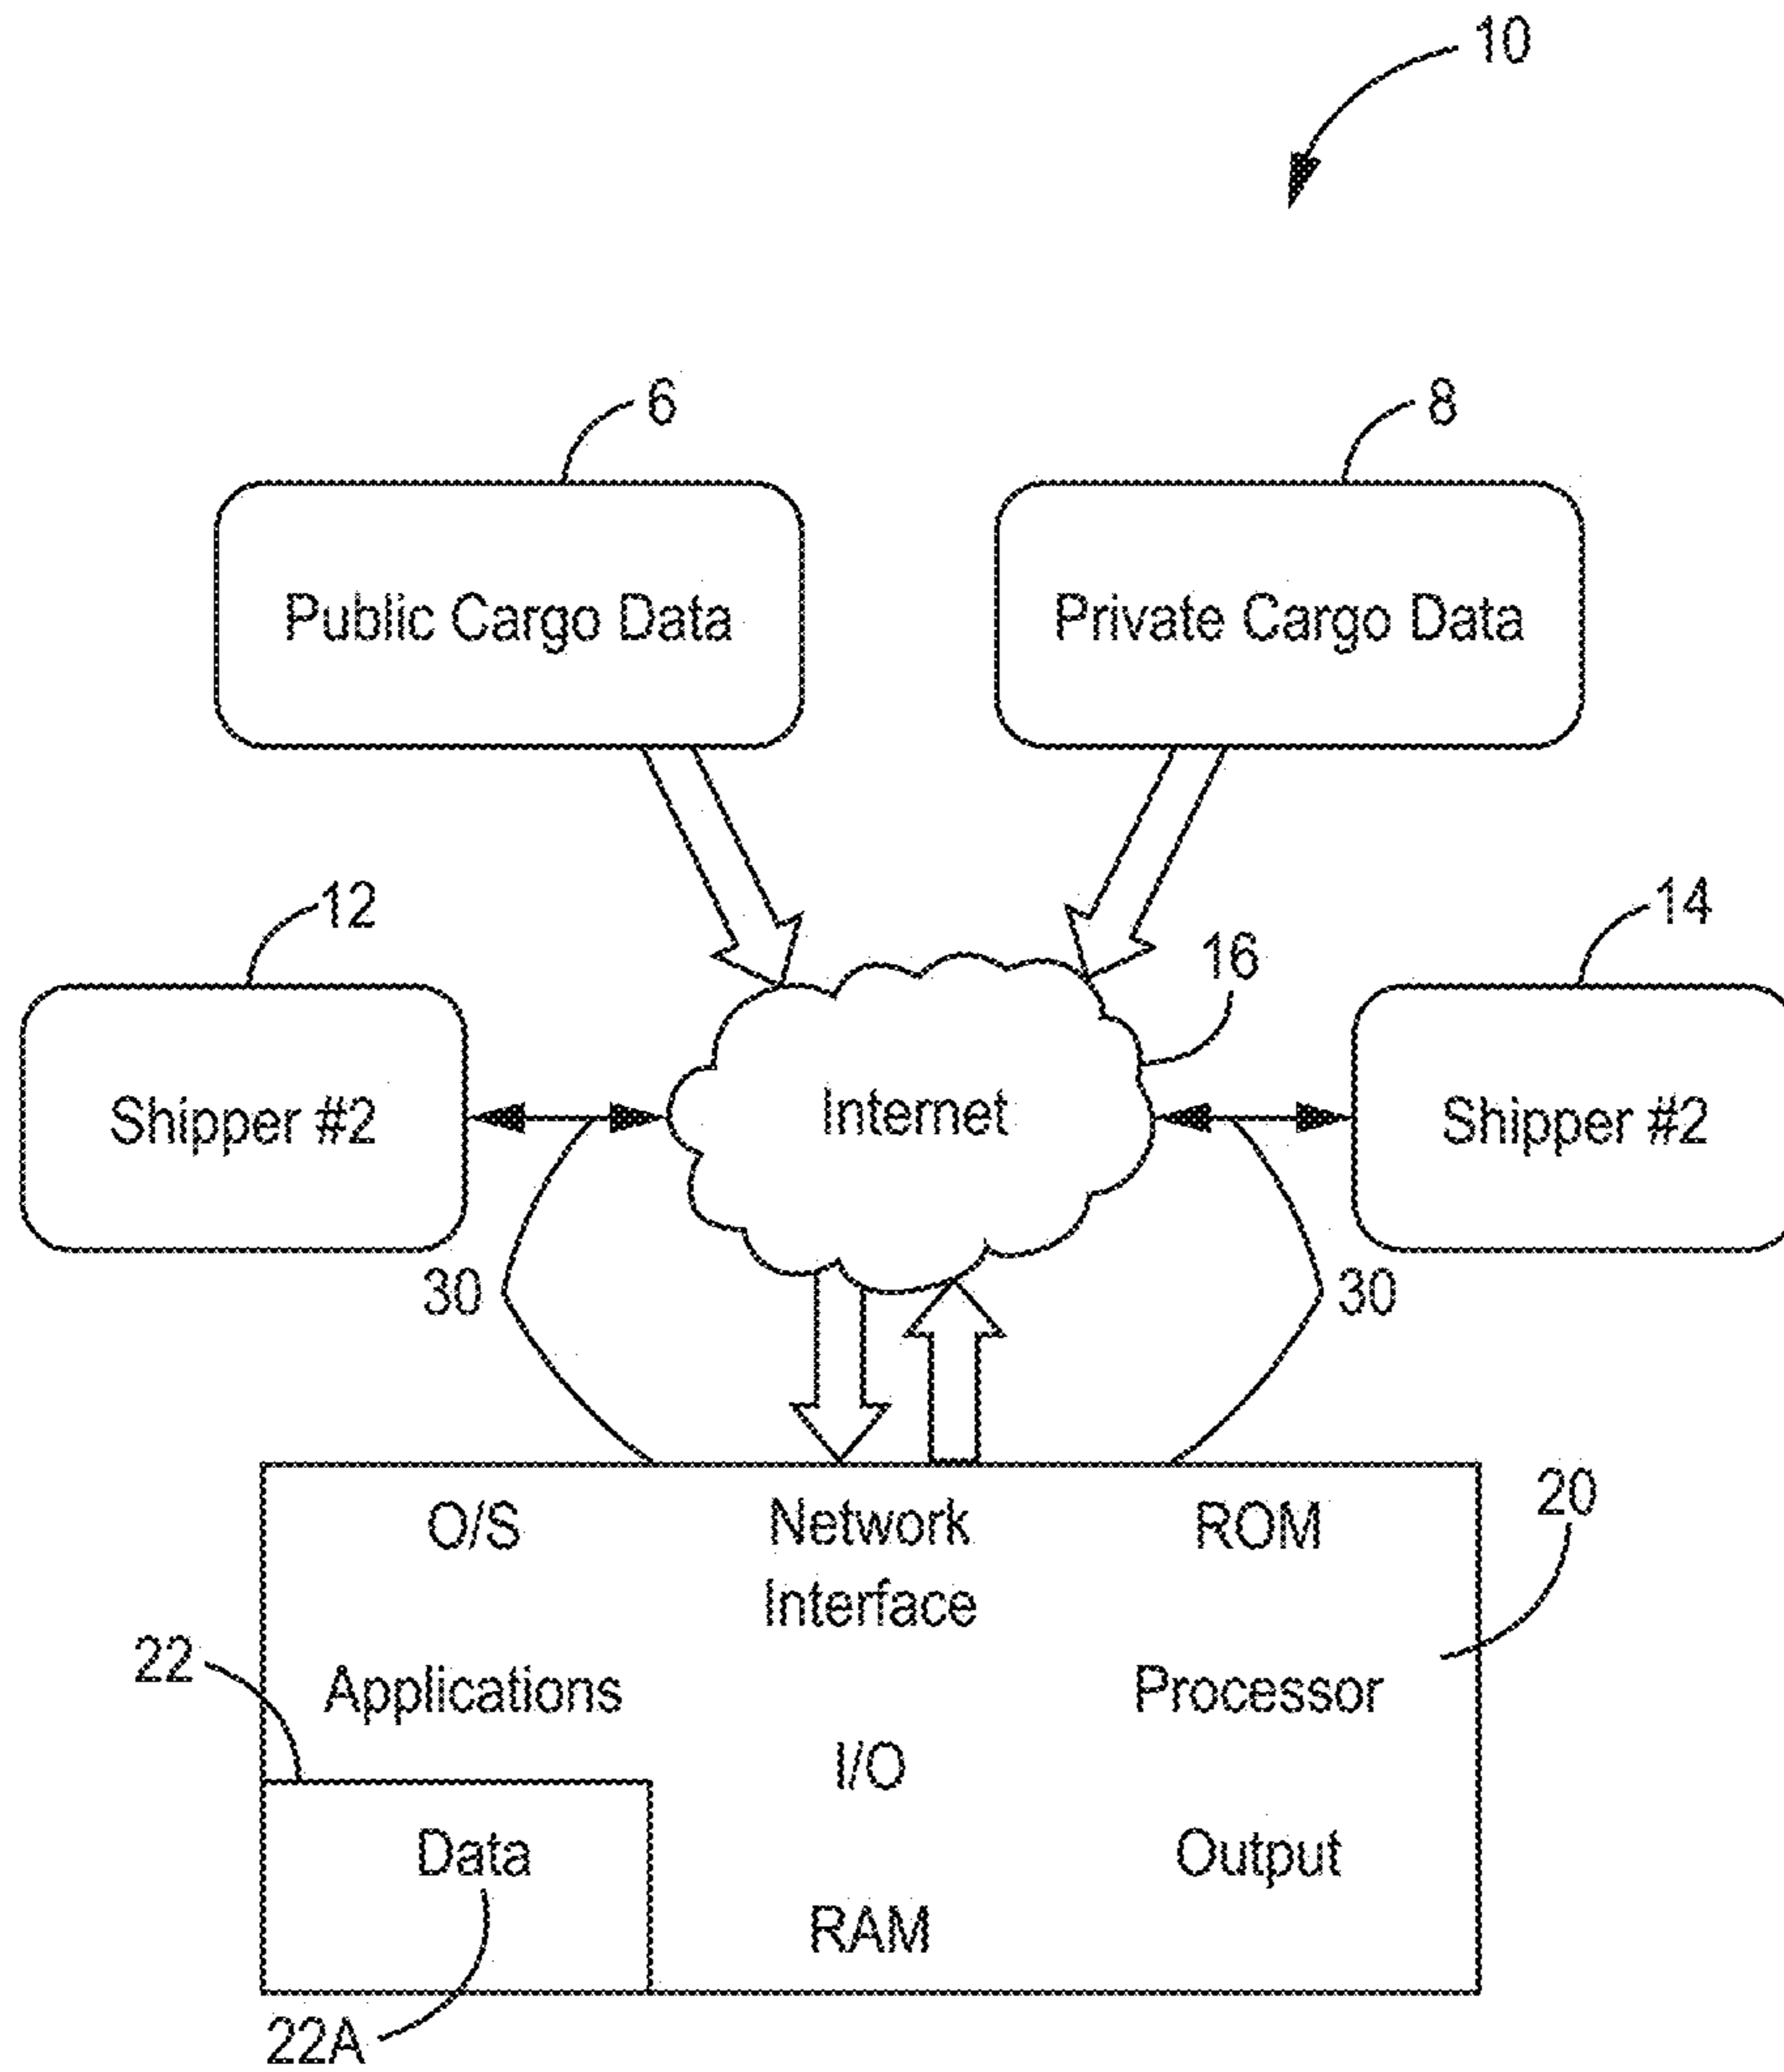 10
6
8
Public Cargo Data
Private Cargo Data
12
14
16
Shipper #2
Internet
Shipper #2
30
30
O/S
Network
Interface
ROM
20
22
Applications
Processor
I/O
Data
Output
RAM
22A